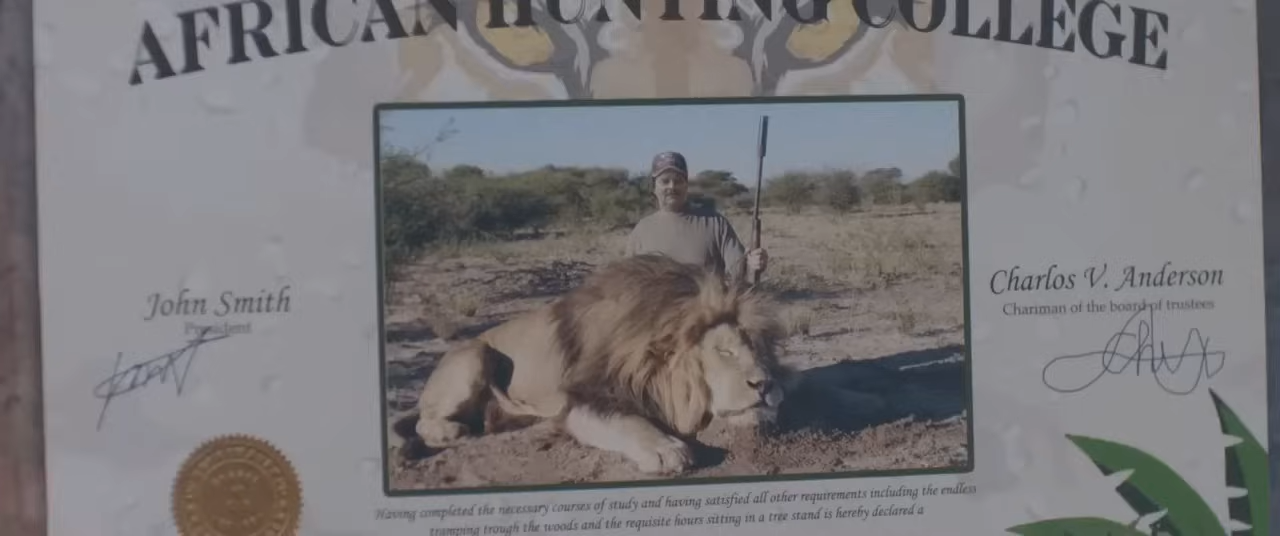 AFRICAN HUNTING COLLEGE
John Smith
President
Charlos V. Anderson
Chariman of the board of trustees
Having completed the necessary courses of study and having satisfied all other requirements including the endless
tramping trough the woods and the requisite hours sitting in a tree stand is hereby declared a